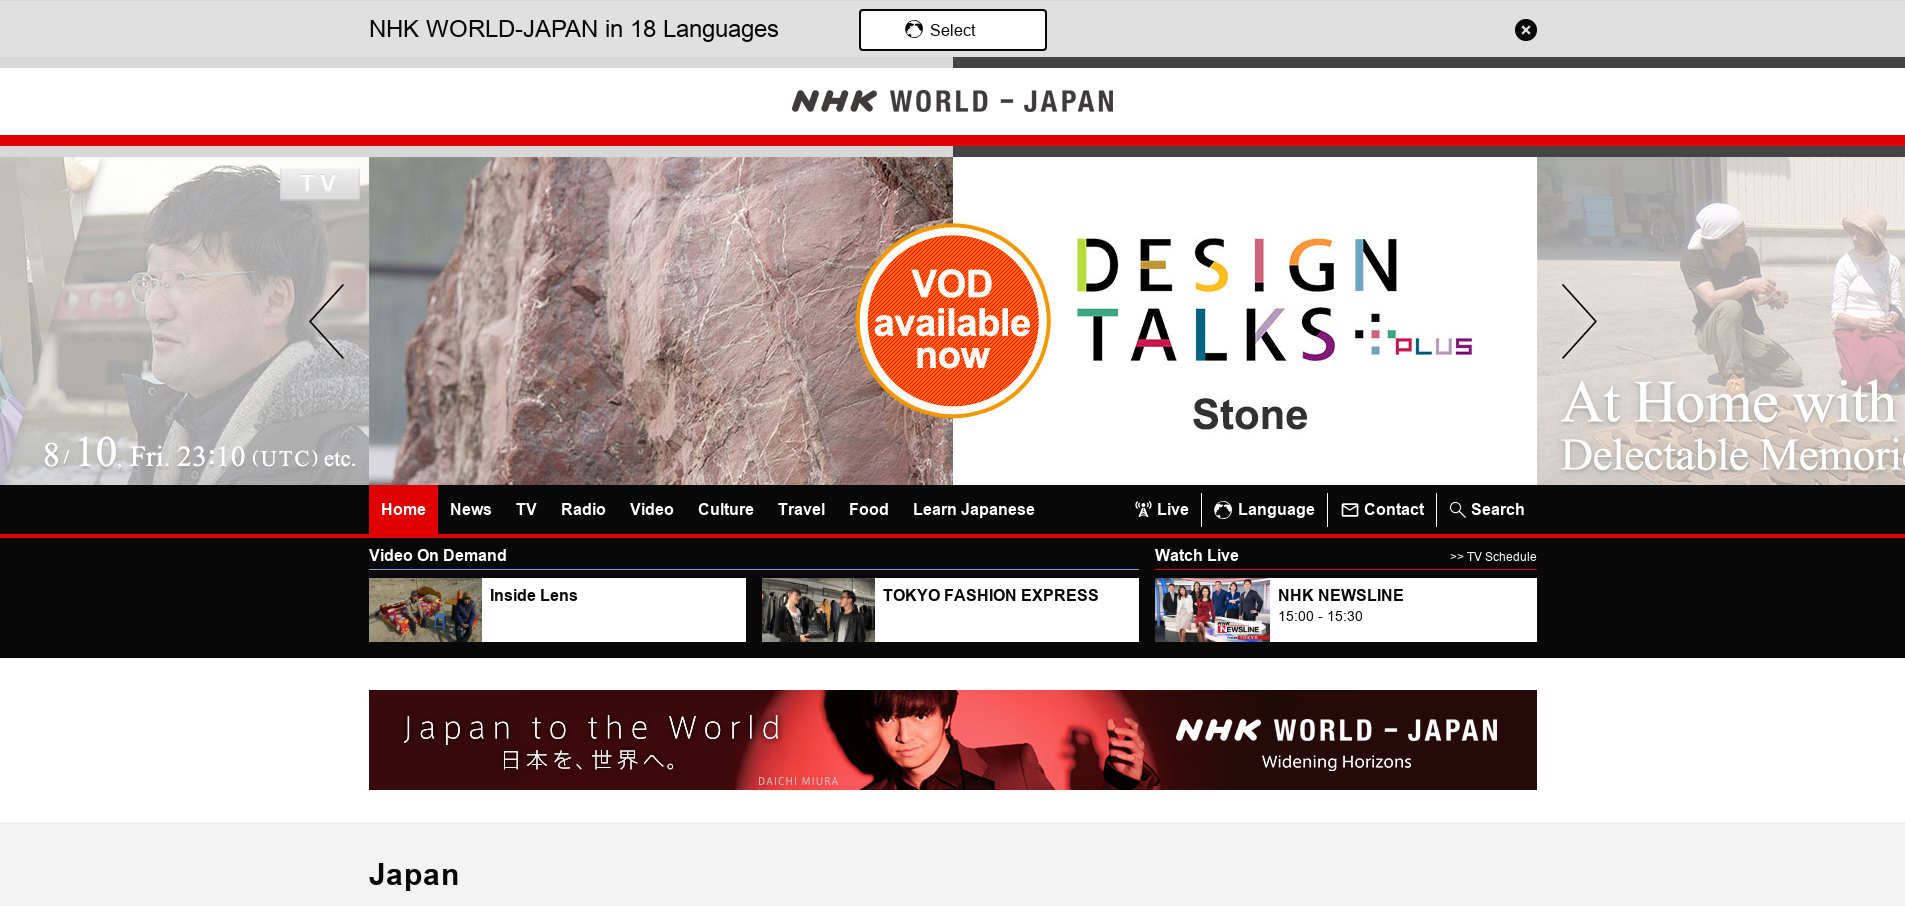 NHK WORLD-JAPAN in 18 Languages
Select
NHK WORLD – JAPAN
TV
8/10, Fri. 23:10 (UTC) etc.
VOD
available
now
DESIGN
TALKS PLUS
Stone
At Home with
Delectable Memorie
Home News TV Radio Video Culture Travel Food Learn Japanese Live Language Contact Search
Video On Demand
Watch Live
>> TV Schedule
Inside Lens
TOKYO FASHION EXPRESS
NHK NEWSLINE
15:00 - 15:30
NHK
NEWSLINE
TOKYO
Japan to the World
日本を、世界へ。
DAICHI MIURA
NHK WORLD – JAPAN
Widening Horizons
Japan